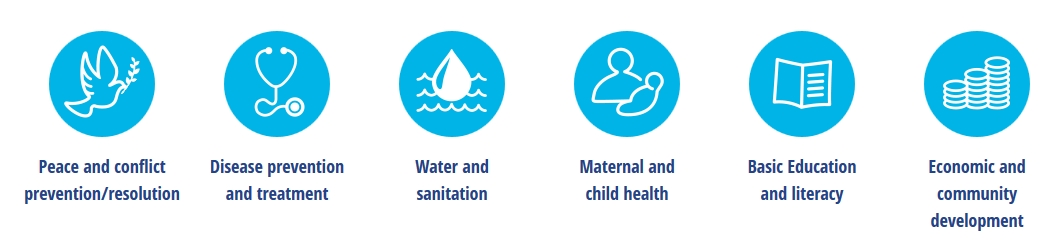 Peace and conflict
prevention/resolution
Disease prevention
and treatment
Water and
sanitation
Maternal and
child health
Basic Education
and literacy
Economic and
community
development